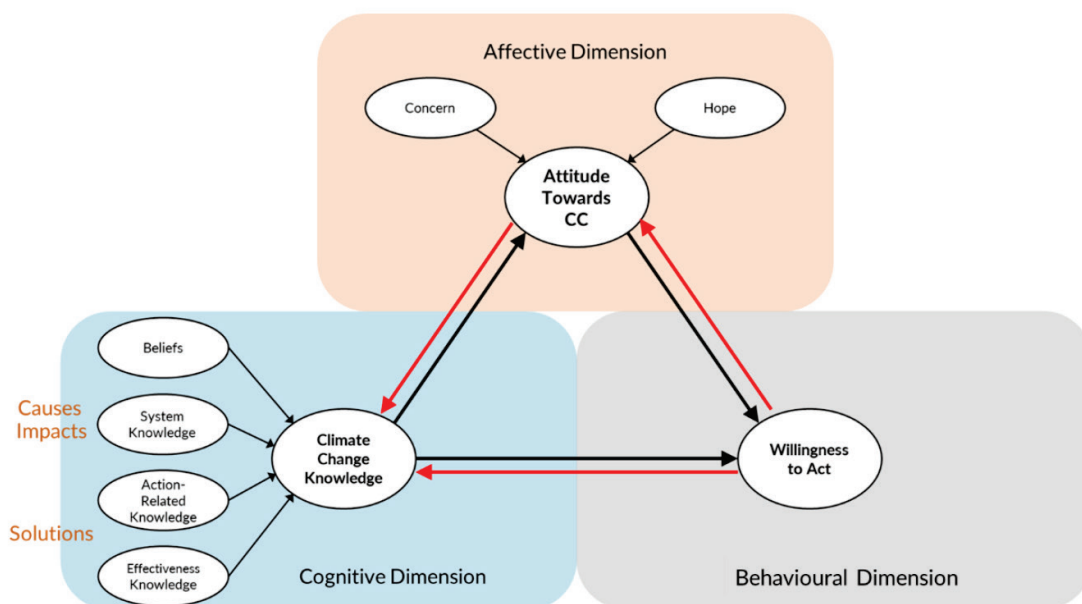 Affective Dimension
Concern
Hope
Attitude
Towards
CC
Beliefs
Causes
Impacts
System
Knowledge
Climate
Change
Knowledge
Willingness
to Act
Action-
Related
Knowledge
Solutions
Effectiveness
Knowledge
Cognitive Dimension
Behavioural Dimension